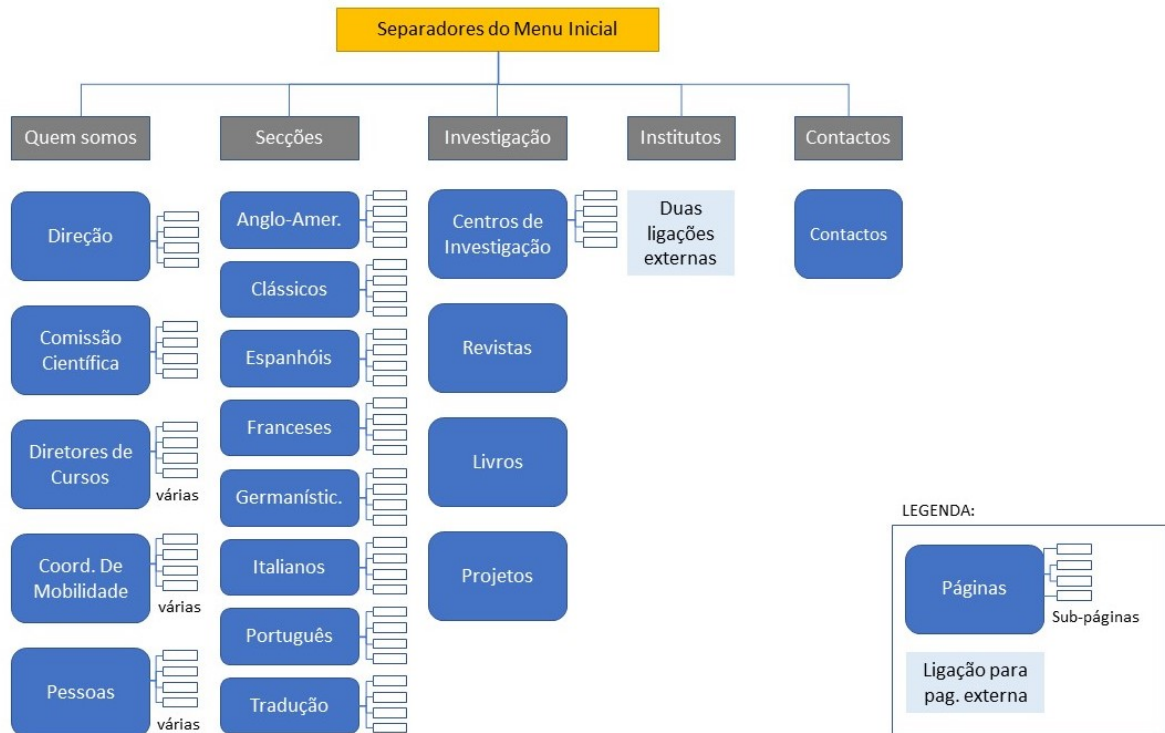 Separadores do Menu Inicial
Quem somos
Secções
Investigação
Institutos
Contactos
Direção
Comissão
Científica
Diretores de
Cursos
várias
Coord. De
Mobilidade
várias
Pessoas
várias
Anglo-Amer.
Clássicos
Espanhóis
Franceses
Germanístic.
Italianos
Português
Tradução
Centros de
Investigação
Revistas
Livros
Projetos
Duas
ligações
externas
Contactos
LEGENDA:
Páginas
Sub-páginas
Ligação para
pag. externa